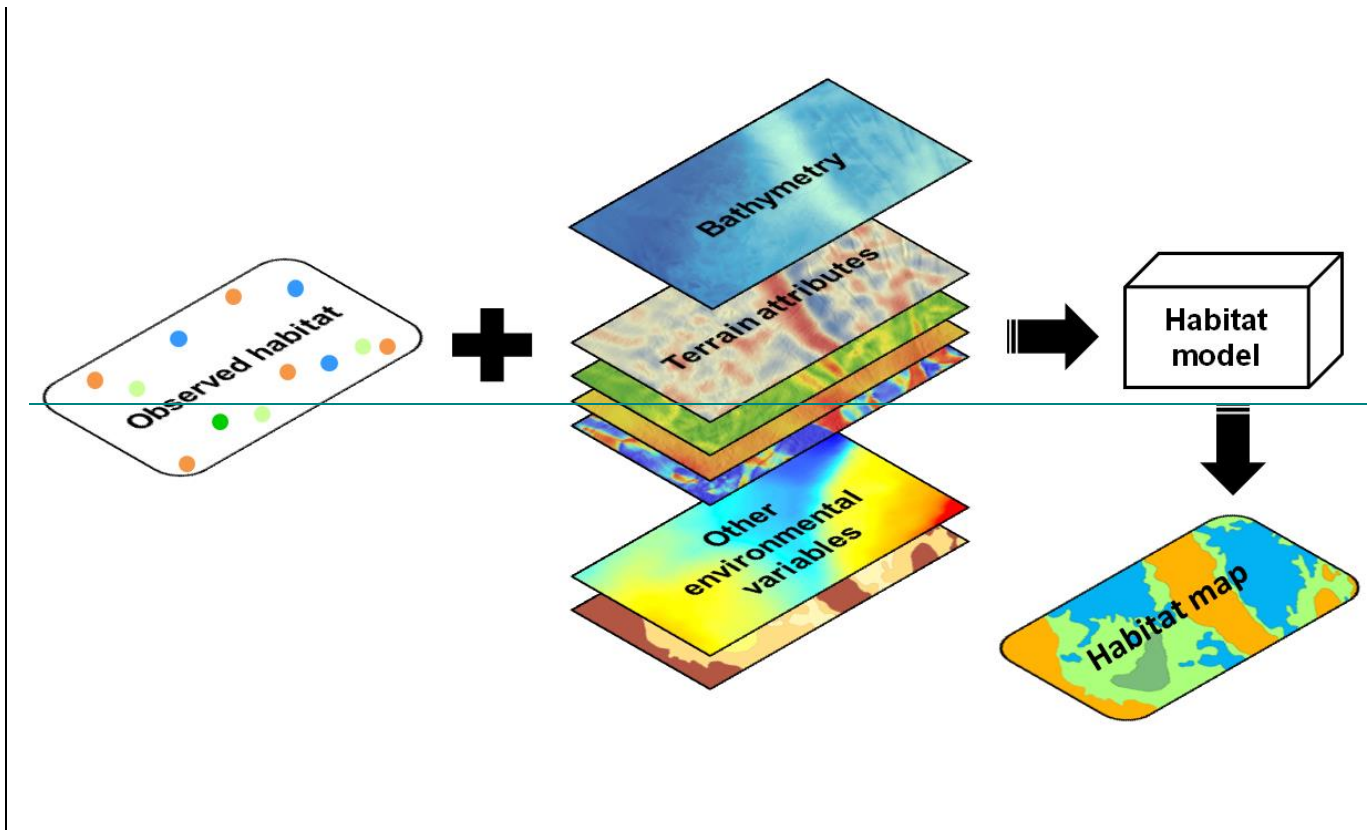 Observed habitat
Bathymetry
Terrain attributes
Other
environmental
variables
Habitat
model
Habitat map